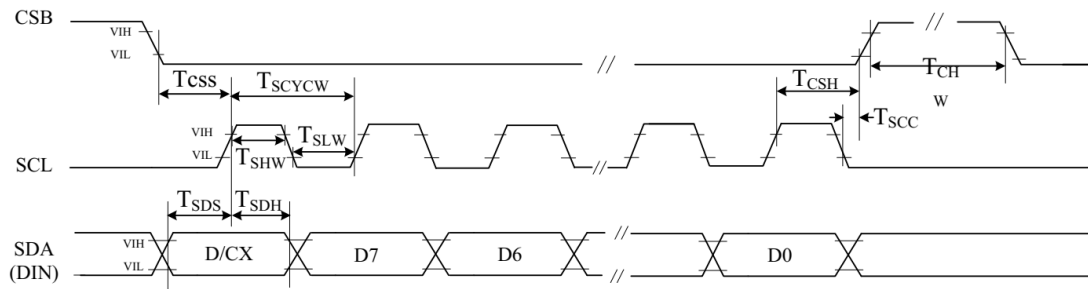 CSB
VIH
VIL
//
//
Tcss
TSCYCW
TCSH
TCH
W
VIH
VIL
TSHW
TSLW
TSCC
SCL
//
TSDS
TSDH
SDA
(DIN)
VIH
VIL
D/CX
D7
D6
//
//
D0